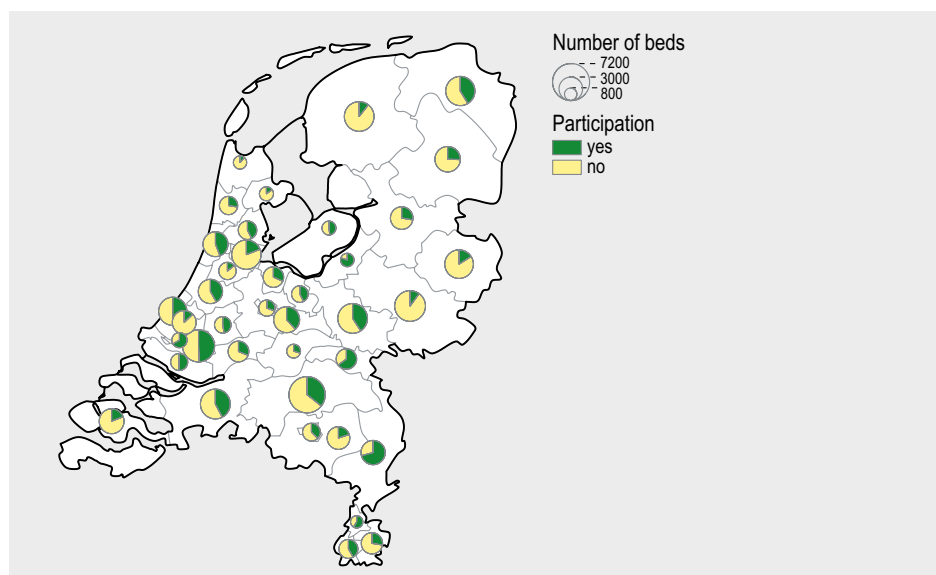 Number of beds
7200
3000
800
Participation
yes
no